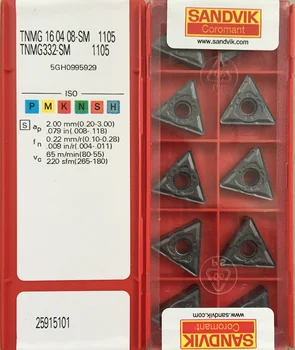 TNMG 16 04 08-SM 1105
TNMG332-SM 1105
5GH0995929
ISO
P M K N S H
S ap 2.00 mm(0.20-3.00)
.079 in(.008-.118)
fn 0.22 mm/r(0.10-0.28)
.009 in/r(.004-.011)
vc 65 m/min(80-55)
220 sfm(265-180)
25915101
SANDVIK
Coromant
www.sandvik.com
SANDVIK
Coromant
www.sandvik.com